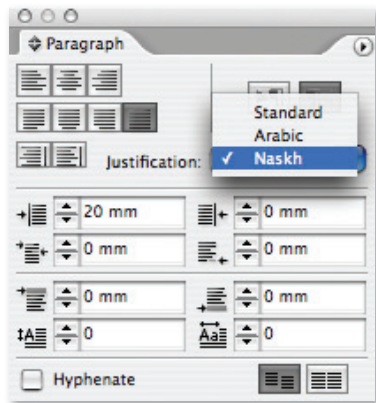 Paragraph
Standard
Arabic
Justification: ✓ Naskh
20 mm 0 mm
0 mm 0 mm
0 mm 0 mm
0 0
Hyphenate